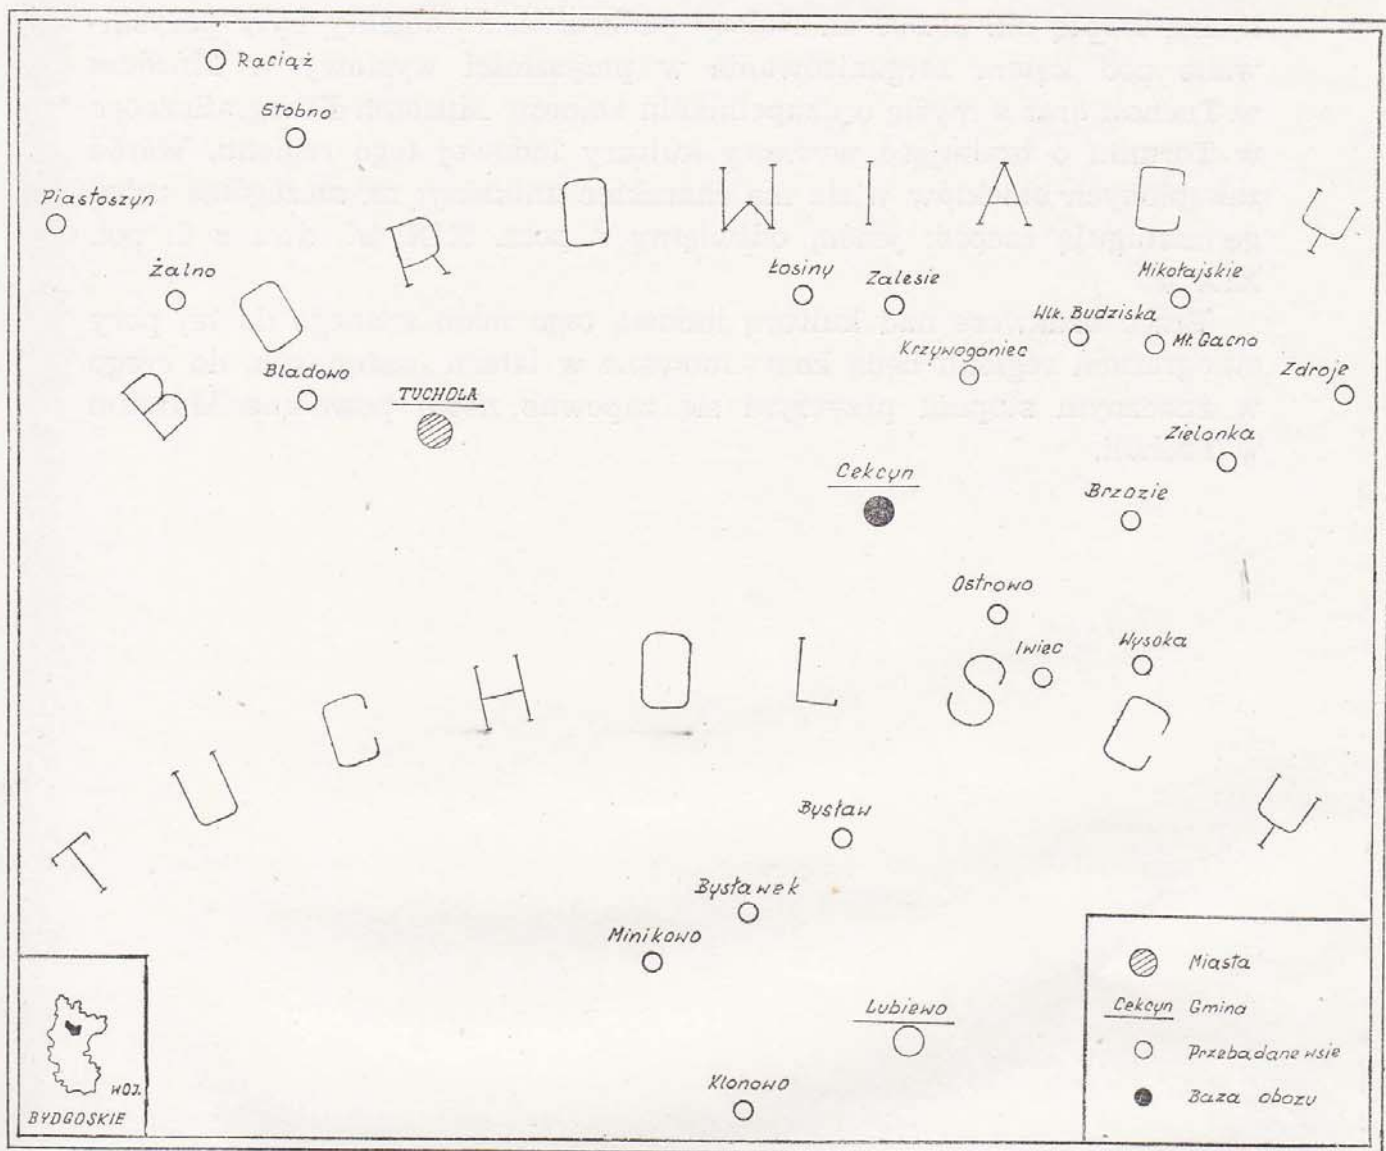 Raciąż
Stobno
Piastoszyn
Żalno
BOROWIACY
Łosiny
Zalesie
Mikołajskie
Wlk. Budziska
Mł. Gacno
Krzywogoniec
Zdroje
Bladowo
TUCHOLA
Zielonka
Cekcyn
Brzozie
Ostrowo
Iwiec
Wysoka
TUCHOLSCY
Bysław
Bysławek
Minikowo
Lubiewo
Klonowo
WOJ.
BYDGOSKIE
Miasta
Cekcyn Gmina
Przebadane wsie
Baza obozu